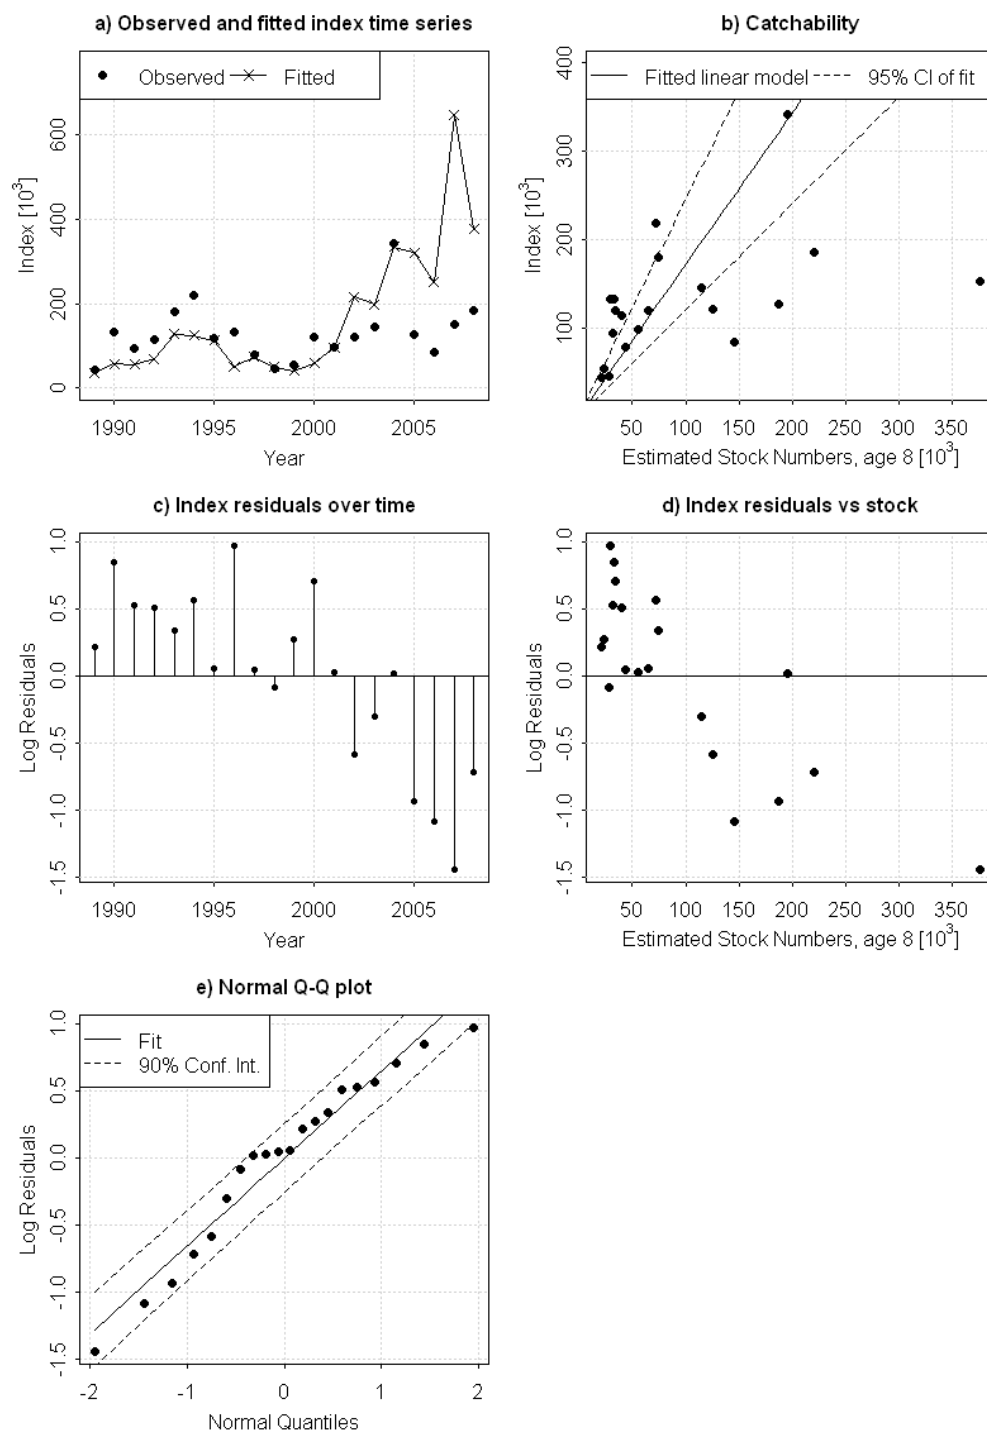 a) Observed and fitted index time series
Observed Fitted
Index [10³]
0 200 400 600
1990 1995 2000 2005
Year
b) Catchability
Fitted linear model 95% CI of fit
Index [10³]
100 200 300 400
50 100 150 200 250 300 350
Estimated Stock Numbers, age 8 [10³]
c) Index residuals over time
Log Residuals
-1.5 -1.0 -0.5 0.0 0.5 1.0
1990 1995 2000 2005
Year
d) Index residuals vs stock
Log Residuals
-1.5 -1.0 -0.5 0.0 0.5 1.0
50 100 150 200 250 300 350
Estimated Stock Numbers, age 8 [10³]
e) Normal Q-Q plot
Fit
90% Conf. Int.
Log Residuals
-1.5 -1.0 -0.5 0.0 0.5 1.0
-2 -1 0 1 2
Normal Quantiles